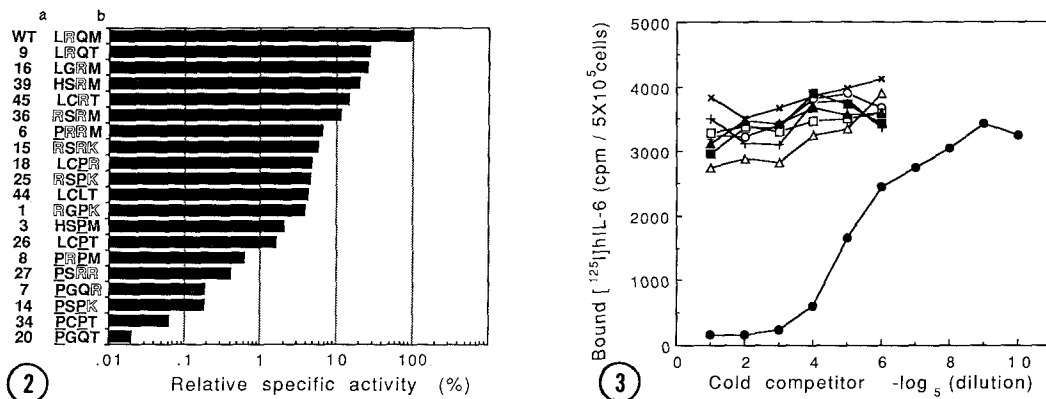 a b
WT LRQM
9 LRQT
16 LGRM
39 HSRM
45 LCRT
36 RSRM
6 PRRM
15 RSRK
18 LCPR
25 RSPK
44 LCLT
1 RGPK
3 HSPM
26 LCPT
8 PRPM
27 PSRR
7 PGQR
14 PSPK
34 PCPT
20 PGQT
.01 .1 1 10 100
2 Relative specific activity (%)
Bound [¹²⁵I]hIL-6 (cpm / 5X10⁵cells)
5000
4000
3000
2000
1000
0
0 2 4 6 8 10
3 Cold competitor -log₅ (dilution)